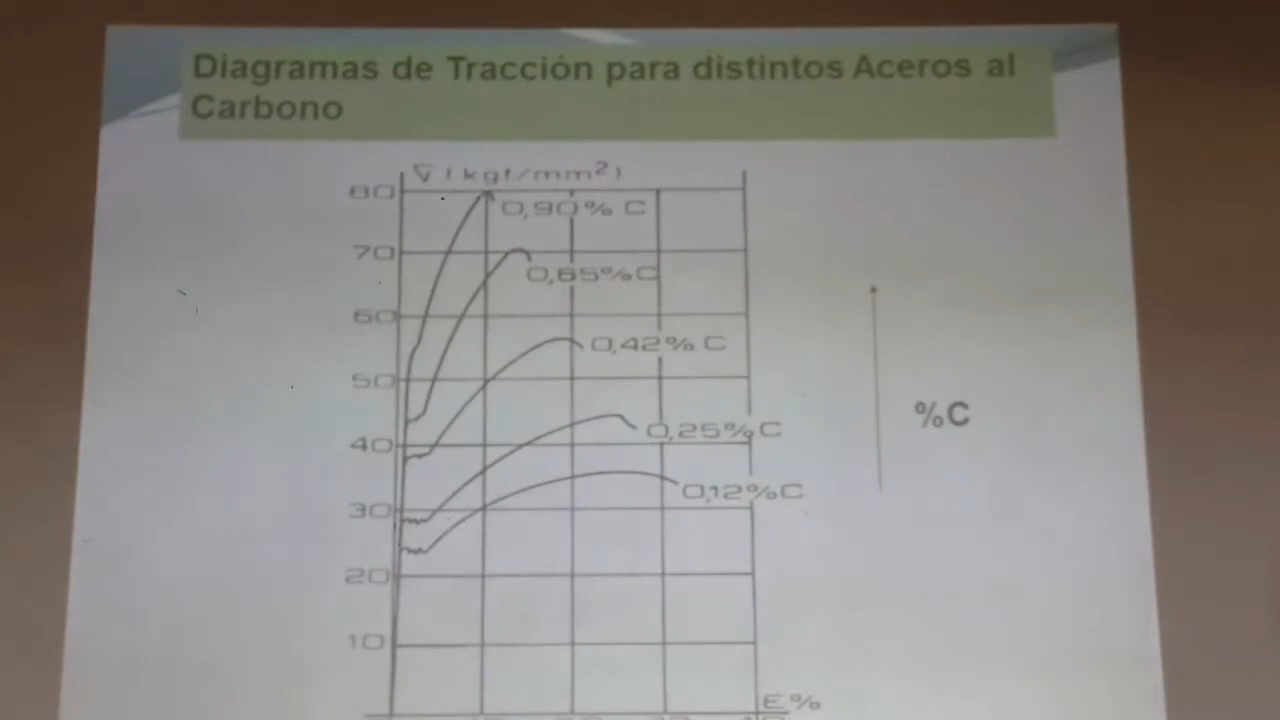 Diagramas de Tracción para distintos Aceros al
Carbono
(kgf/mm²)
80
0,90% C
70
0,65%C
60
0,42% C
50
%C
0,25%C
40
0,12%C
30
20
10
E%